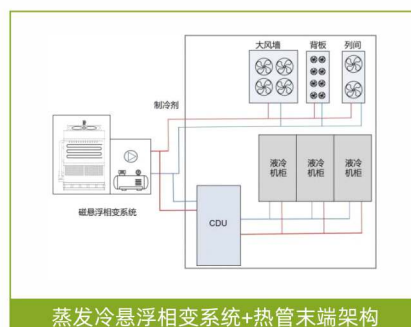 大风墙 背板 列间
制冷剂
液冷 液冷 液冷
机柜 机柜 机柜
磁悬浮相变系统
CDU
蒸发冷悬浮相变系统+热管末端架构